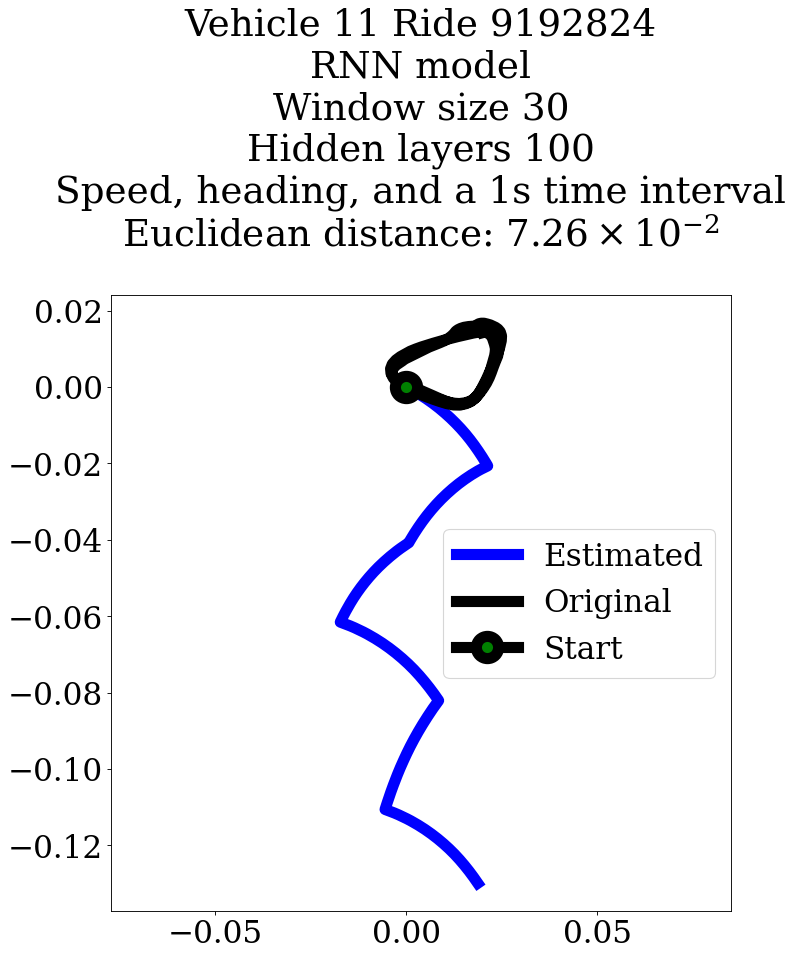 Vehicle 11 Ride 9192824
RNN model
Window size 30
Hidden layers 100
Speed, heading, and a 1s time interval
Euclidean distance: 7.26 × 10⁻²
0.02
0.00
−0.02
−0.04
−0.06
−0.08
−0.10
−0.12
Estimated
Original
Start
−0.05
0.00
0.05